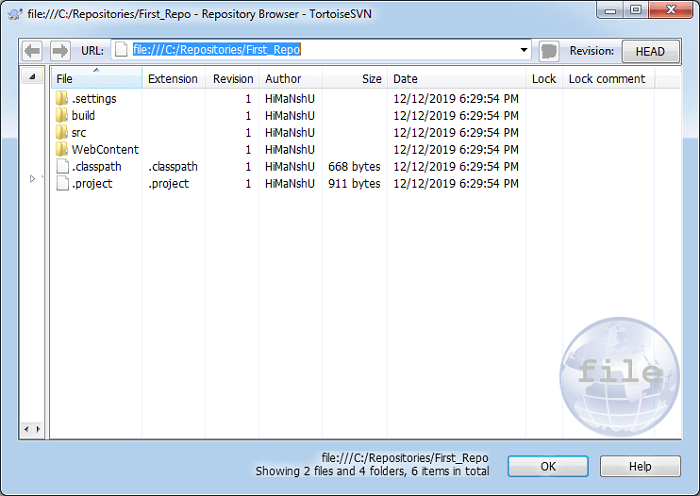 file:///C:/Repositories/First_Repo - Repository Browser - TortoiseSVN
URL: file:///C:/Repositories/First_Repo Revision: HEAD
File Extension Revision Author Size Date Lock Lock comment
.settings 1 HiMaNshU 12/12/2019 6:29:54 PM
build 1 HiMaNshU 12/12/2019 6:29:54 PM
src 1 HiMaNshU 12/12/2019 6:29:54 PM
WebContent 1 HiMaNshU 12/12/2019 6:29:54 PM
.classpath .classpath 1 HiMaNshU 668 bytes 12/12/2019 6:29:54 PM
.project .project 1 HiMaNshU 911 bytes 12/12/2019 6:29:54 PM
file
file:///C:/Repositories/First_Repo
Showing 2 files and 4 folders, 6 items in total
OK Help